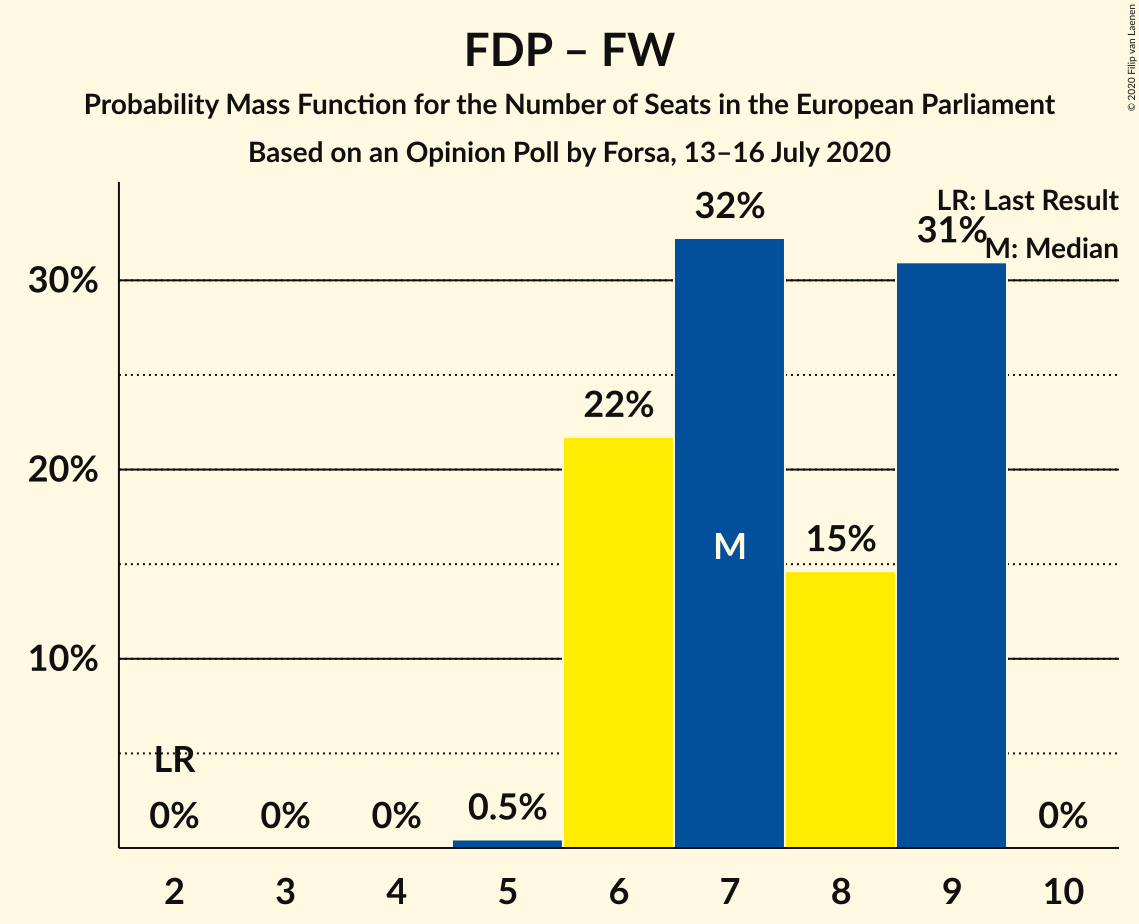 FDP – FW
Probability Mass Function for the Number of Seats in the European Parliament
Based on an Opinion Poll by Forsa, 13–16 July 2020
© 2020 Filip van Laenen
LR: Last Result
M: Median
32%
31%
30%
22%
20%
M
15%
10%
LR
0%
0%
0%
0.5%
0%
2 3 4 5 6 7 8 9 10